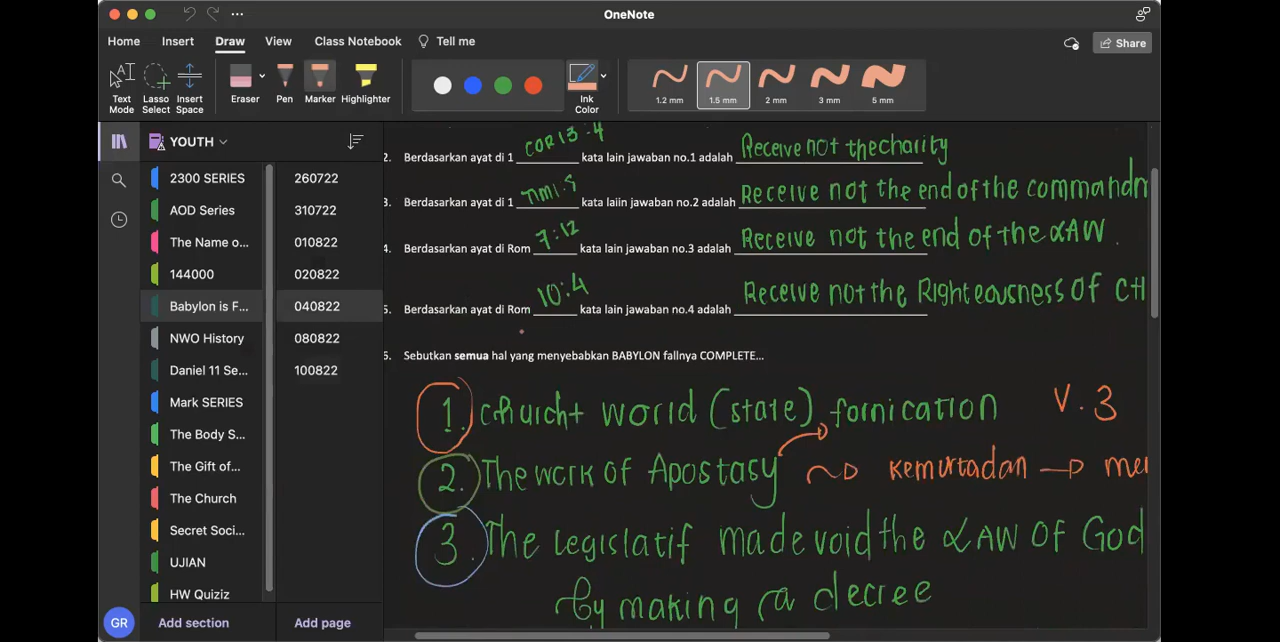 OneNote
Home Insert Draw View Class Notebook Tell me
Share
Text Mode
Lasso Select
Insert Space
Eraser
Pen
Marker
Highlighter
Ink Color
1.2 mm
1.5 mm
2 mm
3 mm
5 mm
YOUTH
2300 SERIES
AOD Series
The Name o...
144000
Babylon is F...
NWO History
Daniel 11 Se...
Mark SERIES
The Body S...
The Gift of...
The Church
Secret Soci...
UJIAN
HW Quiziz
Add section
GR
260722
310722
010822
020822
040822
080822
100822
Add page
2. Berdasarkan ayat di 1 COR13:4 kata lain jawaban no.1 adalah Receive not thecharity
3. Berdasarkan ayat di 1 TIM1:5 kata laiin jawaban no.2 adalah Receive not the end of the commandm
4. Berdasarkan ayat di Rom 7:12 kata lain jawaban no.3 adalah Receive not the end of the LAW.
5. Berdasarkan ayat di Rom 10:4 kata lain jawaban no.4 adalah Receive not the Righteousness OF CH
6. Sebutkan semua hal yang menyebabkan BABYLON fallnya COMPLETE...
1. church+ world (state) fornication V.3
2. The work of Apostasy Kemurtadan
3. The legislatif made void the LAW OF God
by making a decree